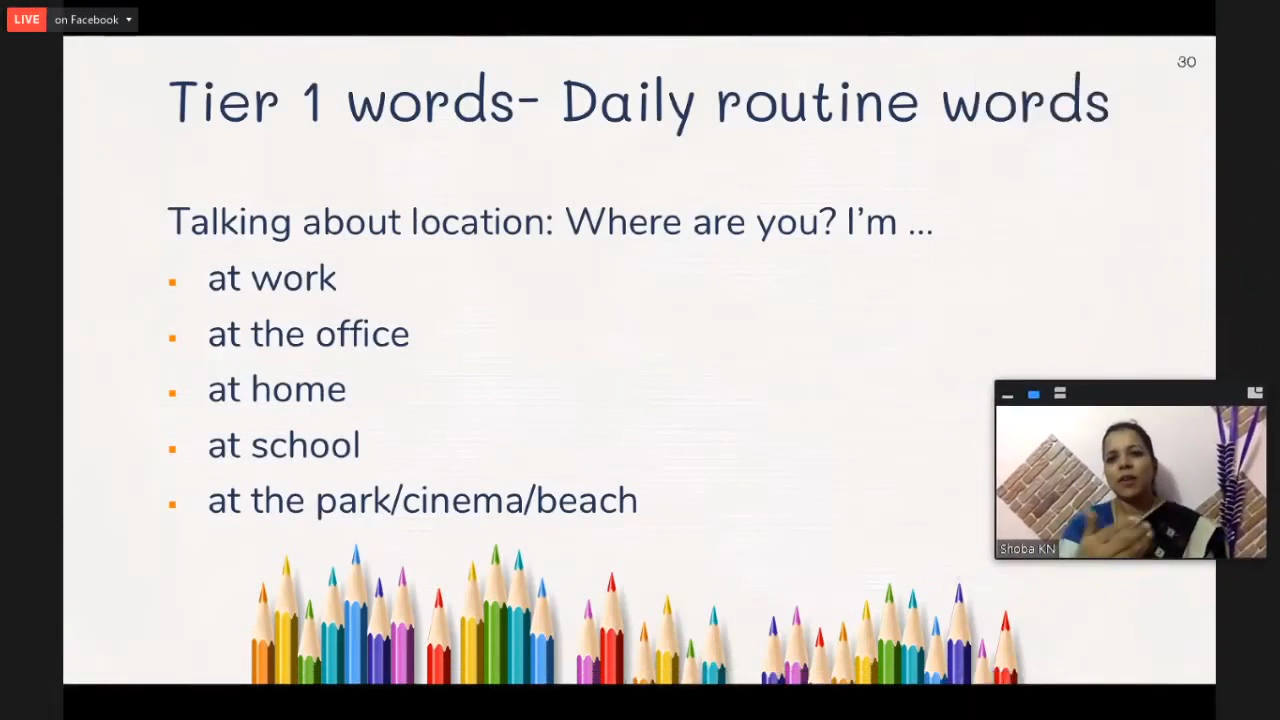 LIVE on Facebook
30
Tier 1 words- Daily routine words
Talking about location: Where are you? I’m ...
▪ at work
▪ at the office
▪ at home
▪ at school
▪ at the park/cinema/beach
Shoba KN